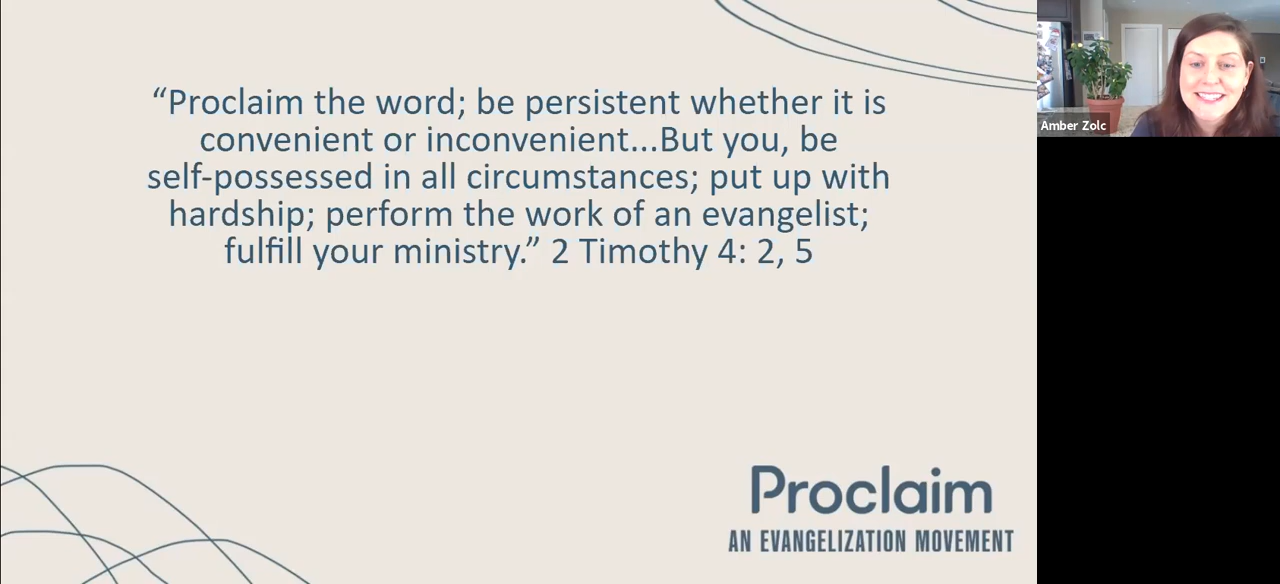 “Proclaim the word; be persistent whether it is
convenient or inconvenient...But you, be
self-possessed in all circumstances; put up with
hardship; perform the work of an evangelist;
fulfill your ministry.” 2 Timothy 4: 2, 5
Amber Zolc
Proclaim
AN EVANGELIZATION MOVEMENT